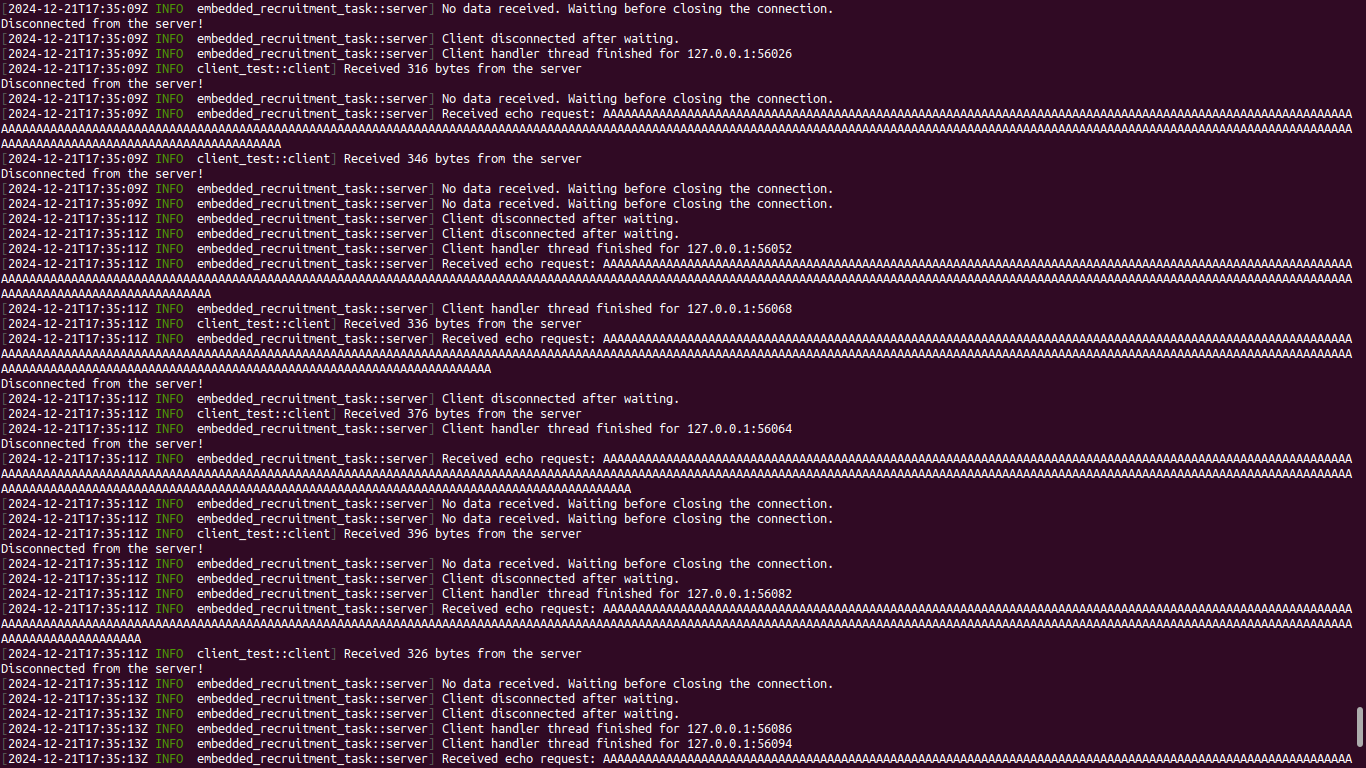 [2024-12-21T17:35:09Z INFO  embedded_recruitment_task::server] No data received. Waiting before closing the connection.
Disconnected from the server!
[2024-12-21T17:35:09Z INFO  embedded_recruitment_task::server] Client disconnected after waiting.
[2024-12-21T17:35:09Z INFO  embedded_recruitment_task::server] Client handler thread finished for 127.0.0.1:56026
[2024-12-21T17:35:09Z INFO  client_test::client] Received 316 bytes from the server
Disconnected from the server!
[2024-12-21T17:35:09Z INFO  embedded_recruitment_task::server] No data received. Waiting before closing the connection.
[2024-12-21T17:35:09Z INFO  embedded_recruitment_task::server] Received echo request: AAAAAAAAAAAAAAAAAAAAAAAAAAAAAAAAAAAAAAAAAAAAAAAAAAAAAAAAAAAAAAAAAAAAAAAAAAAAAAAAAAAAAAAAAAAAAAAAAAAAAAAAAAA
AAAAAAAAAAAAAAAAAAAAAAAAAAAAAAAAAAAAAAAAAAAAAAAAAAAAAAAAAAAAAAAAAAAAAAAAAAAAAAAAAAAAAAAAAAAAAAAAAAAAAAAAAAAAAAAAAAAAAAAAAAAAAAAAAAAAAAAAAAAAAAAAAAAAAAAAAAAAAAAAAAAAAAAAAAAAAAAAAAAAAAAAAAAAA
AAAAAAAAAAAAAAAAAAAAAAAAAAAAAAAAAAAAAAAA
[2024-12-21T17:35:09Z INFO  client_test::client] Received 346 bytes from the server
Disconnected from the server!
[2024-12-21T17:35:09Z INFO  embedded_recruitment_task::server] No data received. Waiting before closing the connection.
[2024-12-21T17:35:09Z INFO  embedded_recruitment_task::server] No data received. Waiting before closing the connection.
[2024-12-21T17:35:11Z INFO  embedded_recruitment_task::server] Client disconnected after waiting.
[2024-12-21T17:35:11Z INFO  embedded_recruitment_task::server] Client disconnected after waiting.
[2024-12-21T17:35:11Z INFO  embedded_recruitment_task::server] Client handler thread finished for 127.0.0.1:56052
[2024-12-21T17:35:11Z INFO  embedded_recruitment_task::server] Received echo request: AAAAAAAAAAAAAAAAAAAAAAAAAAAAAAAAAAAAAAAAAAAAAAAAAAAAAAAAAAAAAAAAAAAAAAAAAAAAAAAAAAAAAAAAAAAAAAAAAAAAAAAAAAA
AAAAAAAAAAAAAAAAAAAAAAAAAAAAAAAAAAAAAAAAAAAAAAAAAAAAAAAAAAAAAAAAAAAAAAAAAAAAAAAAAAAAAAAAAAAAAAAAAAAAAAAAAAAAAAAAAAAAAAAAAAAAAAAAAAAAAAAAAAAAAAAAAAAAAAAAAAAAAAAAAAAAAAAAAAAAAAAAAAAAAAAAAAAAA
AAAAAAAAAAAAAAAAAAAAAAAAAAAAAA
[2024-12-21T17:35:11Z INFO  embedded_recruitment_task::server] Client handler thread finished for 127.0.0.1:56068
[2024-12-21T17:35:11Z INFO  client_test::client] Received 336 bytes from the server
[2024-12-21T17:35:11Z INFO  embedded_recruitment_task::server] Received echo request: AAAAAAAAAAAAAAAAAAAAAAAAAAAAAAAAAAAAAAAAAAAAAAAAAAAAAAAAAAAAAAAAAAAAAAAAAAAAAAAAAAAAAAAAAAAAAAAAAAAAAAAAAAA
AAAAAAAAAAAAAAAAAAAAAAAAAAAAAAAAAAAAAAAAAAAAAAAAAAAAAAAAAAAAAAAAAAAAAAAAAAAAAAAAAAAAAAAAAAAAAAAAAAAAAAAAAAAAAAAAAAAAAAAAAAAAAAAAAAAAAAAAAAAAAAAAAAAAAAAAAAAAAAAAAAAAAAAAAAAAAAAAAAAAAAAAAAAAA
AAAAAAAAAAAAAAAAAAAAAAAAAAAAAAAAAAAAAAAAAAAAAAAAAAAAAAAAAAAAAAAAAAAAAA
Disconnected from the server!
[2024-12-21T17:35:11Z INFO  embedded_recruitment_task::server] Client disconnected after waiting.
[2024-12-21T17:35:11Z INFO  client_test::client] Received 376 bytes from the server
[2024-12-21T17:35:11Z INFO  embedded_recruitment_task::server] Client handler thread finished for 127.0.0.1:56064
Disconnected from the server!
[2024-12-21T17:35:11Z INFO  embedded_recruitment_task::server] Received echo request: AAAAAAAAAAAAAAAAAAAAAAAAAAAAAAAAAAAAAAAAAAAAAAAAAAAAAAAAAAAAAAAAAAAAAAAAAAAAAAAAAAAAAAAAAAAAAAAAAAAAAAAAAAA
AAAAAAAAAAAAAAAAAAAAAAAAAAAAAAAAAAAAAAAAAAAAAAAAAAAAAAAAAAAAAAAAAAAAAAAAAAAAAAAAAAAAAAAAAAAAAAAAAAAAAAAAAAAAAAAAAAAAAAAAAAAAAAAAAAAAAAAAAAAAAAAAAAAAAAAAAAAAAAAAAAAAAAAAAAAAAAAAAAAAAAAAAAAAA
AAAAAAAAAAAAAAAAAAAAAAAAAAAAAAAAAAAAAAAAAAAAAAAAAAAAAAAAAAAAAAAAAAAAAAAAAAAAAAAAAAAAAAAAAA
[2024-12-21T17:35:11Z INFO  embedded_recruitment_task::server] No data received. Waiting before closing the connection.
[2024-12-21T17:35:11Z INFO  embedded_recruitment_task::server] No data received. Waiting before closing the connection.
[2024-12-21T17:35:11Z INFO  client_test::client] Received 396 bytes from the server
Disconnected from the server!
[2024-12-21T17:35:11Z INFO  embedded_recruitment_task::server] No data received. Waiting before closing the connection.
[2024-12-21T17:35:11Z INFO  embedded_recruitment_task::server] Client disconnected after waiting.
[2024-12-21T17:35:11Z INFO  embedded_recruitment_task::server] Client handler thread finished for 127.0.0.1:56082
[2024-12-21T17:35:11Z INFO  embedded_recruitment_task::server] Received echo request: AAAAAAAAAAAAAAAAAAAAAAAAAAAAAAAAAAAAAAAAAAAAAAAAAAAAAAAAAAAAAAAAAAAAAAAAAAAAAAAAAAAAAAAAAAAAAAAAAAAAAAAAAAA
AAAAAAAAAAAAAAAAAAAAAAAAAAAAAAAAAAAAAAAAAAAAAAAAAAAAAAAAAAAAAAAAAAAAAAAAAAAAAAAAAAAAAAAAAAAAAAAAAAAAAAAAAAAAAAAAAAAAAAAAAAAAAAAAAAAAAAAAAAAAAAAAAAAAAAAAAAAAAAAAAAAAAAAAAAAAAAAAAAAAAAAAAAAAA
AAAAAAAAAAAAAAAAAAAA
[2024-12-21T17:35:11Z INFO  client_test::client] Received 326 bytes from the server
Disconnected from the server!
[2024-12-21T17:35:11Z INFO  embedded_recruitment_task::server] No data received. Waiting before closing the connection.
[2024-12-21T17:35:13Z INFO  embedded_recruitment_task::server] Client disconnected after waiting.
[2024-12-21T17:35:13Z INFO  embedded_recruitment_task::server] Client disconnected after waiting.
[2024-12-21T17:35:13Z INFO  embedded_recruitment_task::server] Client handler thread finished for 127.0.0.1:56086
[2024-12-21T17:35:13Z INFO  embedded_recruitment_task::server] Client handler thread finished for 127.0.0.1:56094
[2024-12-21T17:35:13Z INFO  embedded_recruitment_task::server] Received echo request: AAAAAAAAAAAAAAAAAAAAAAAAAAAAAAAAAAAAAAAAAAAAAAAAAAAAAAAAAAAAAAAAAAAAAAAAAAAAAAAAAAAAAAAAAAAAAAAAAAAAAAAAAAA